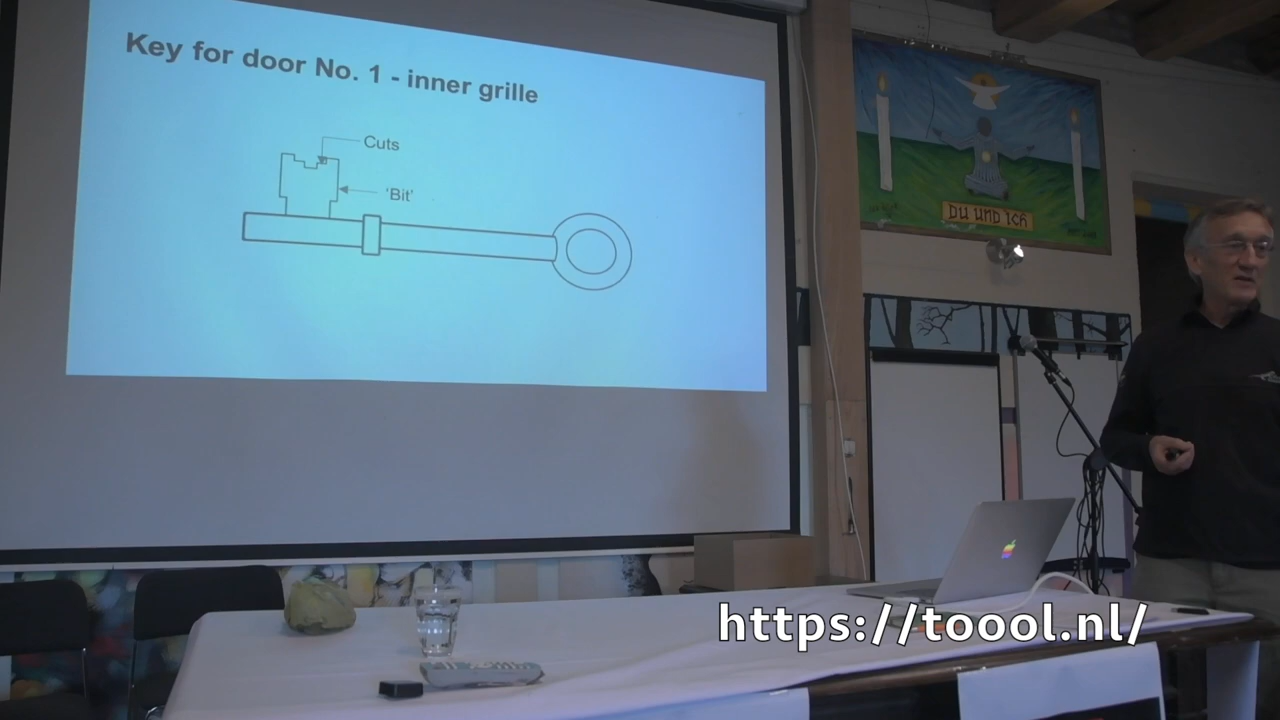 Key for door No. 1 - inner grille
Cuts
'Bit'
DU UND ICH
https://toool.nl/